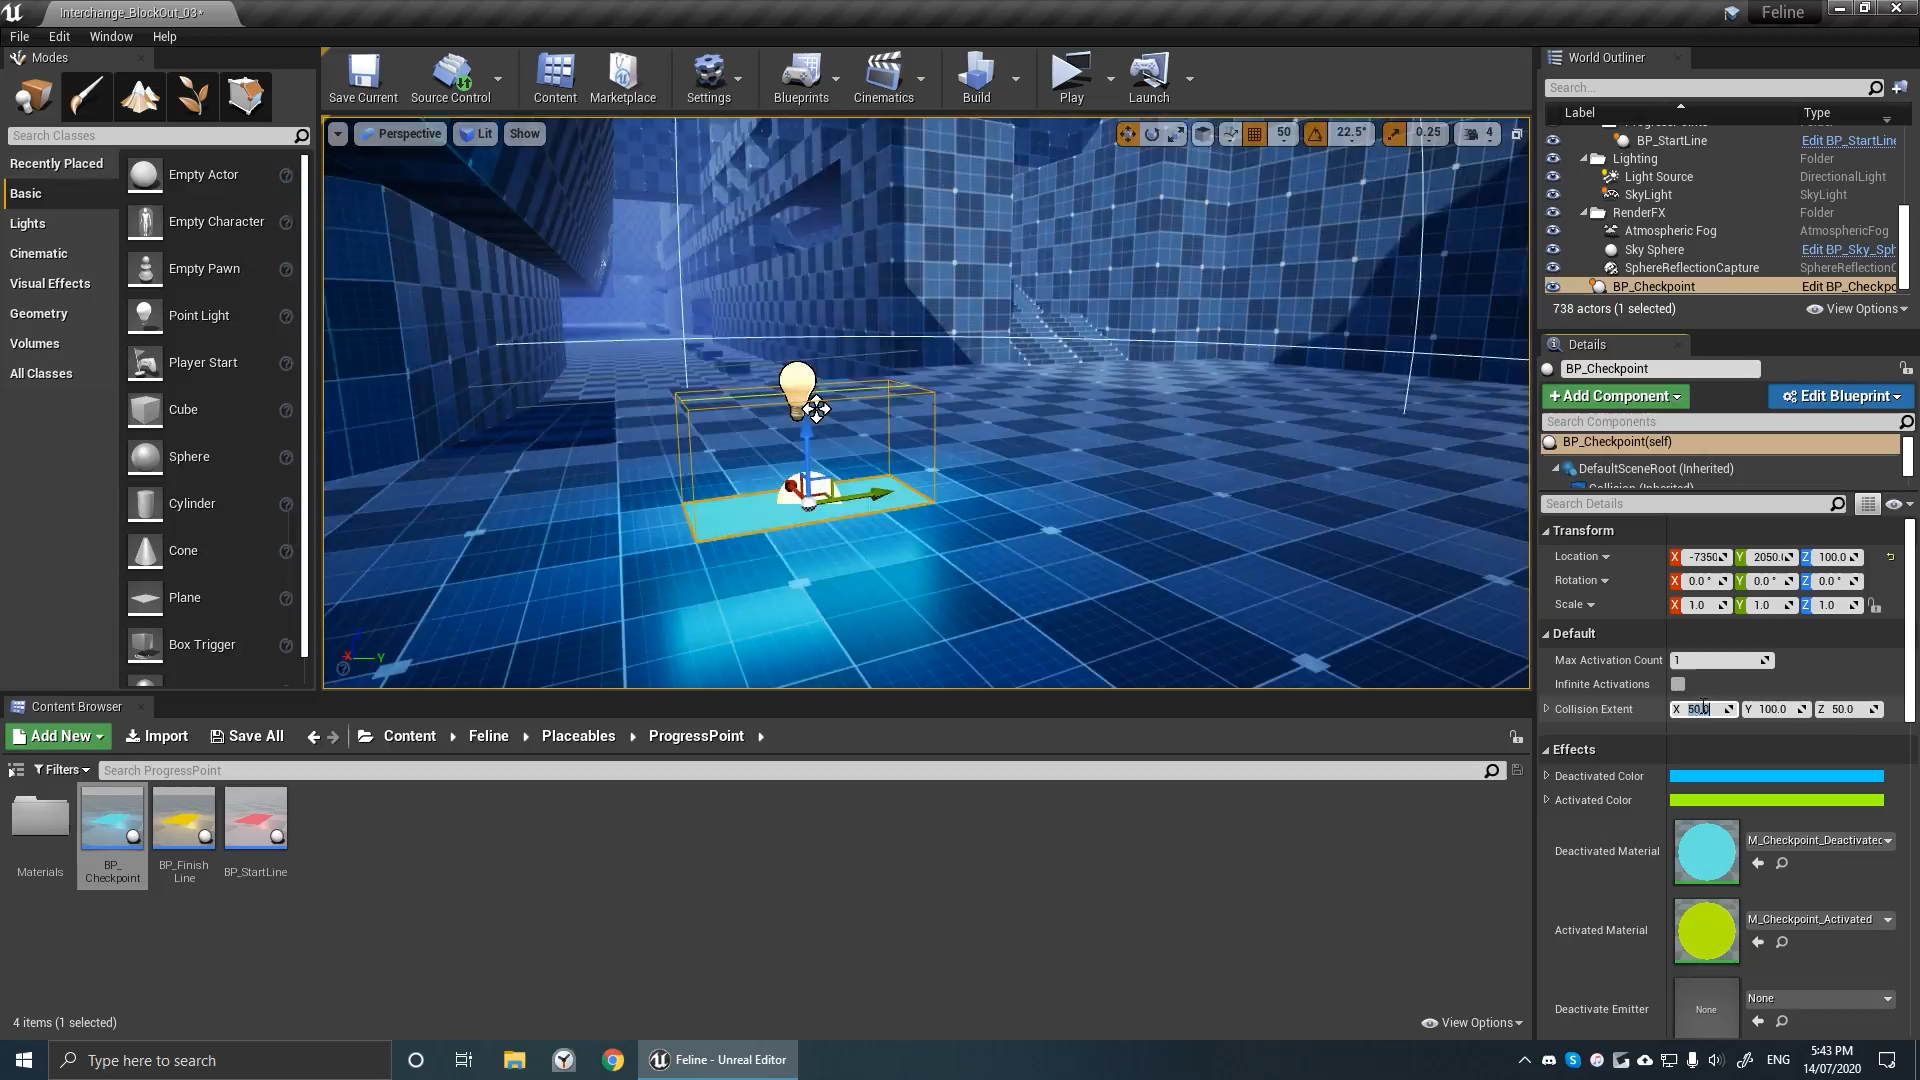 Interchange_BlockOut_03*
Feline
File Edit Window Help
Modes
Search Classes
Recently Placed
Basic
Lights
Cinematic
Visual Effects
Geometry
Volumes
All Classes
Empty Actor
Empty Character
Empty Pawn
Point Light
Player Start
Cube
Sphere
Cylinder
Cone
Plane
Box Trigger
Save Current
Source Control
Content
Marketplace
Settings
Blueprints
Cinematics
Build
Play
Launch
Perspective
Lit
Show
50
22.5°
0.25
4
X
Y
World Outliner
Search...
Label Type
BP_StartLine Edit BP_StartLine
Lighting Folder
Light Source DirectionalLight
SkyLight SkyLight
RenderFX Folder
Atmospheric Fog AtmosphericFog
Sky Sphere Edit BP_Sky_Sph
SphereReflectionCapture SphereReflectionC
BP_Checkpoint Edit BP_Checkpo
738 actors (1 selected)
View Options
Details
BP_Checkpoint
+Add Component
Edit Blueprint
Search Components
BP_Checkpoint(self)
DefaultSceneRoot (Inherited)
Search Details
Transform
Location X -7350 Y 2050.( Z 100.0
Rotation X 0.0 ° Y 0.0 ° Z 0.0 °
Scale X 1.0 Y 1.0 Z 1.0
Default
Max Activation Count 1
Infinite Activations
Collision Extent X 50.0 Y 100.0 Z 50.0
Effects
Deactivated Color
Activated Color
Deactivated Material M_Checkpoint_Deactivated
Activated Material M_Checkpoint_Activated
Deactivate Emitter None None
Content Browser
Add New
Import
Save All
Content
Feline
Placeables
ProgressPoint
Filters
Search ProgressPoint
Materials
BP_
Checkpoint
BP_Finish
Line
BP_StartLine
4 items (1 selected)
View Options
Type here to search
Feline - Unreal Editor
ENG
5:43 PM
14/07/2020